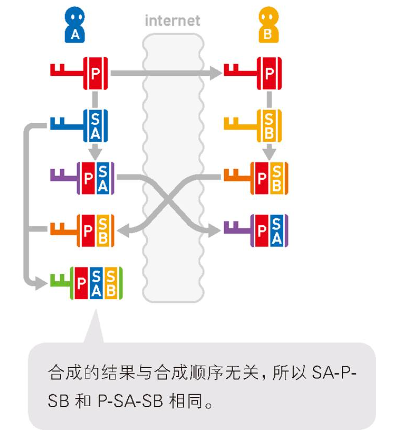 internet
A
B
P
P
SA
SB
P SA
P SB
P SB
P SA
P SA SB
合成的结果与合成顺序无关，所以 SA-P-
SB 和 P-SA-SB 相同。